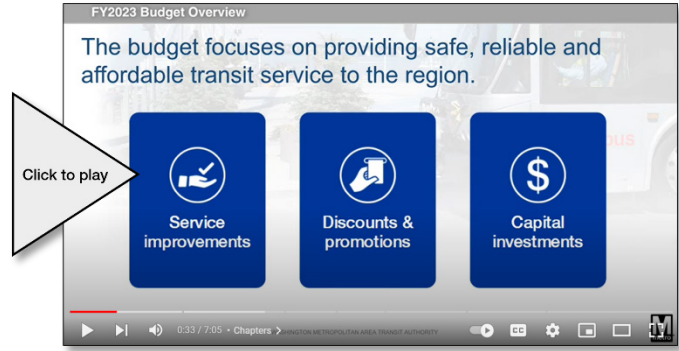 FY2023 Budget Overview
The budget focuses on providing safe, reliable and
affordable transit service to the region.
bus
Click to play
$
Service
improvements
Discounts &
promotions
Capital
investments
0:33 / 7:05 • Chapters >
WASHINGTON METROPOLITAN AREA TRANSIT AUTHORITY
CC
M